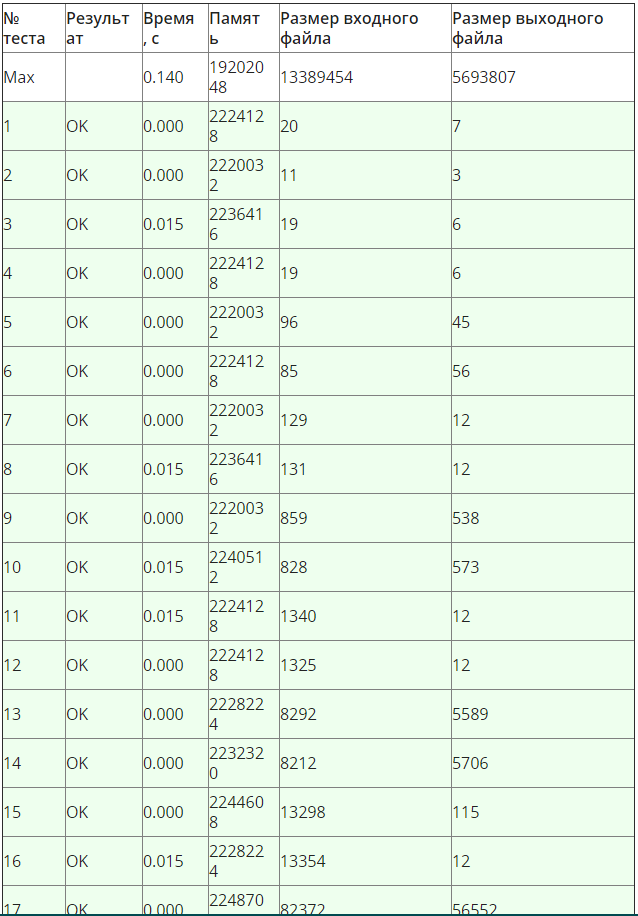 № теста Результат Время, с Память Размер входного файла Размер выходного файла
Max 0.140 19202048 13389454 5693807
1 OK 0.000 2224128 20 7
2 OK 0.000 2220032 11 3
3 OK 0.015 2236416 19 6
4 OK 0.000 2224128 19 6
5 OK 0.000 2220032 96 45
6 OK 0.000 2224128 85 56
7 OK 0.000 2220032 129 12
8 OK 0.015 2236416 131 12
9 OK 0.000 2220032 859 538
10 OK 0.015 2240512 828 573
11 OK 0.015 2224128 1340 12
12 OK 0.000 2224128 1325 12
13 OK 0.000 2228224 8292 5589
14 OK 0.000 2232320 8212 5706
15 OK 0.000 2244608 13298 115
16 OK 0.015 2228224 13354 12
17 OK 0.000 224870 82372 56552